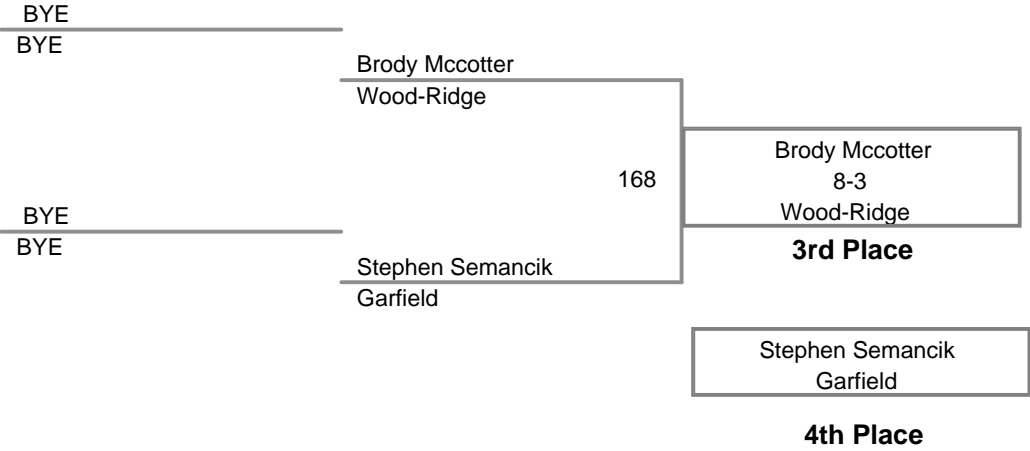 BYE
BYE
Brody Mccotter
Wood-Ridge
168
Brody Mccotter
8-3
Wood-Ridge
3rd Place
BYE
BYE
Stephen Semancik
Garfield
Stephen Semancik
Garfield
4th Place